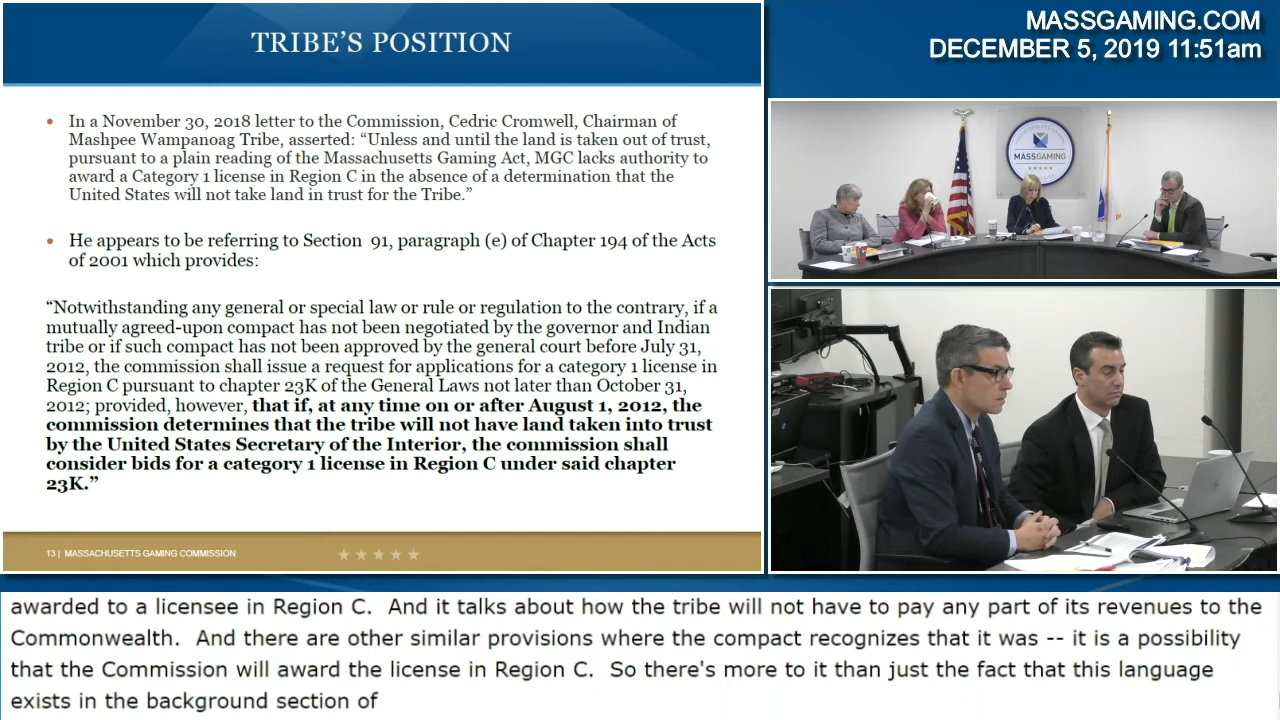 TRIBE'S POSITION
MASSGAMING.COM
DECEMBER 5, 2019 11:51am
• In a November 30, 2018 letter to the Commission, Cedric Cromwell, Chairman of
Mashpee Wampanoag Tribe, asserted: “Unless and until the land is taken out of trust,
pursuant to a plain reading of the Massachusetts Gaming Act, MGC lacks authority to
award a Category 1 license in Region C in the absence of a determination that the
United States will not take land in trust for the Tribe.”
• He appears to be referring to Section 91, paragraph (e) of Chapter 194 of the Acts
of 2001 which provides:
“Notwithstanding any general or special law or rule or regulation to the contrary, if a
mutually agreed-upon compact has not been negotiated by the governor and Indian
tribe or if such compact has not been approved by the general court before July 31,
2012, the commission shall issue a request for applications for a category 1 license in
Region C pursuant to chapter 23K of the General Laws not later than October 31,
2012; provided, however, that if, at any time on or after August 1, 2012, the
commission determines that the tribe will not have land taken into trust
by the United States Secretary of the Interior, the commission shall
consider bids for a category 1 license in Region C under said chapter
23K.”
13 | MASSACHUSETTS GAMING COMMISSION
MASSGAMING
awarded to a licensee in Region C. And it talks about how the tribe will not have to pay any part of its revenues to the
Commonwealth. And there are other similar provisions where the compact recognizes that it was -- it is a possibility
that the Commission will award the license in Region C. So there's more to it than just the fact that this language
exists in the background section of